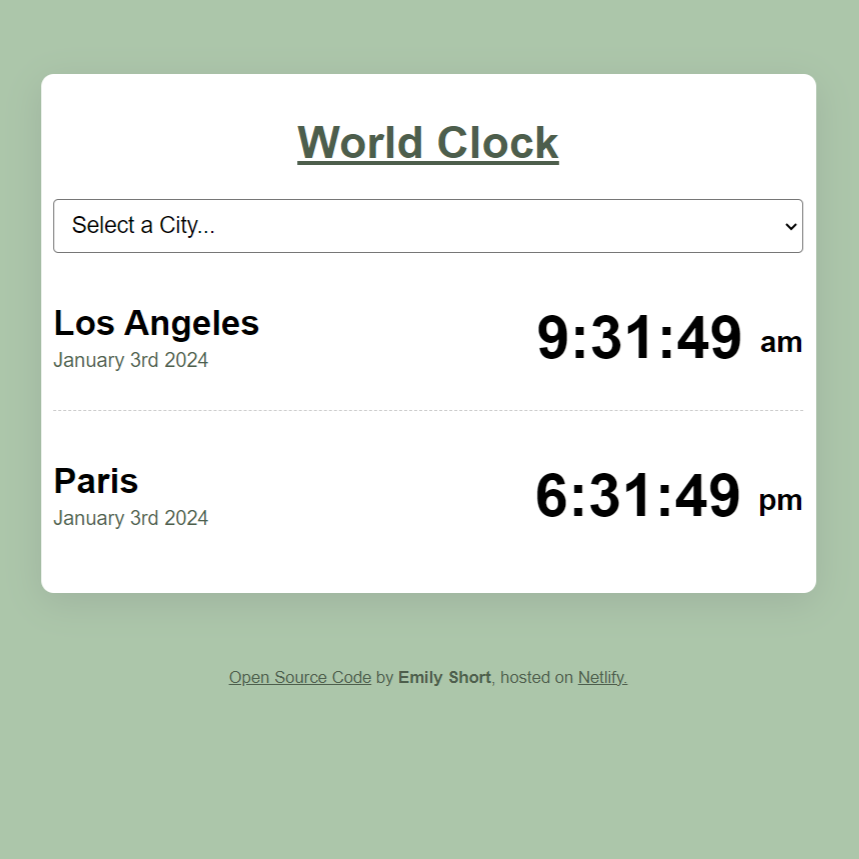 World Clock
Select a City...
Los Angeles
January 3rd 2024
9:31:49 am
Paris
January 3rd 2024
6:31:49 pm
Open Source Code by Emily Short, hosted on Netlify.